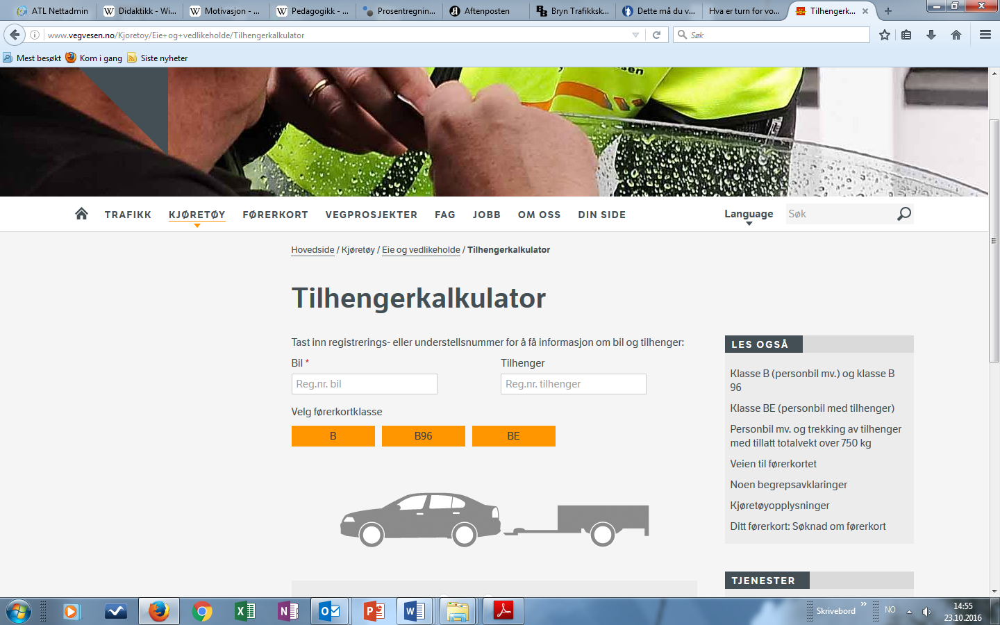 ATL Nettadmin
Didaktikk - Wi...
Motivasjon - ...
Pedagogikk - ...
Prosentregnin...
Aftenposten
Bryn Trafikksk...
Dette må du v...
Hva er turn for vo...
Tilhengerk...
www.vegvesen.no/Kjoretoy/Eie+og+vedlikeholde/Tilhengerkalkulator
Søk
Mest besøkt Kom i gang Siste nyheter
TRAFIKK KJØRETØY FØRERKORT VEGPROSJEKTER FAG JOBB OM OSS DIN SIDE Language Søk
Hovedside / Kjøretøy / Eie og vedlikeholde / Tilhengerkalkulator
Tilhengerkalkulator
Tast inn registrerings- eller understellsnummer for å få informasjon om bil og tilhenger:
Bil * Tilhenger
Reg.nr. bil Reg.nr. tilhenger
Velg førerkortklasse
B B96 BE
LES OGSÅ
Klasse B (personbil mv.) og klasse B
96
Klasse BE (personbil med tilhenger)
Personbil mv. og trekking av tilhenger
med tillatt totalvekt over 750 kg
Veien til førerkortet
Noen begrepsavklaringer
Kjøretøyopplysninger
Ditt førerkort: Søknad om førerkort
TJENESTER
Skrivebord
NO
14:55
23.10.2016